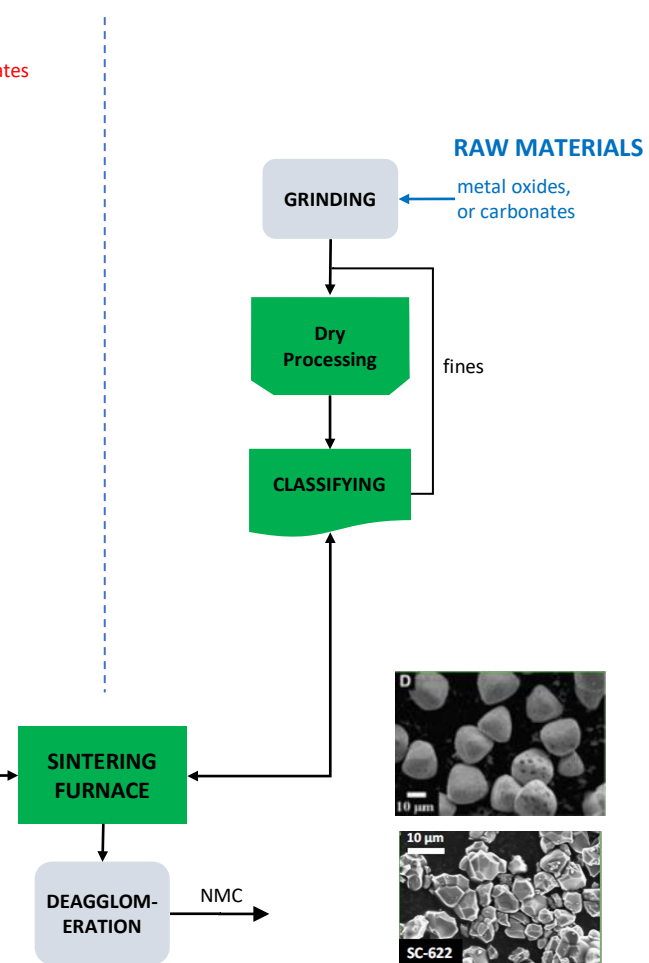 RAW MATERIALS
metal oxides,
or carbonates
GRINDING
Dry
Processing
fines
CLASSIFYING
SINTERING
FURNACE
DEAGGLOM-
ERATION
NMC
D
10 μm
10 μm
SC-622